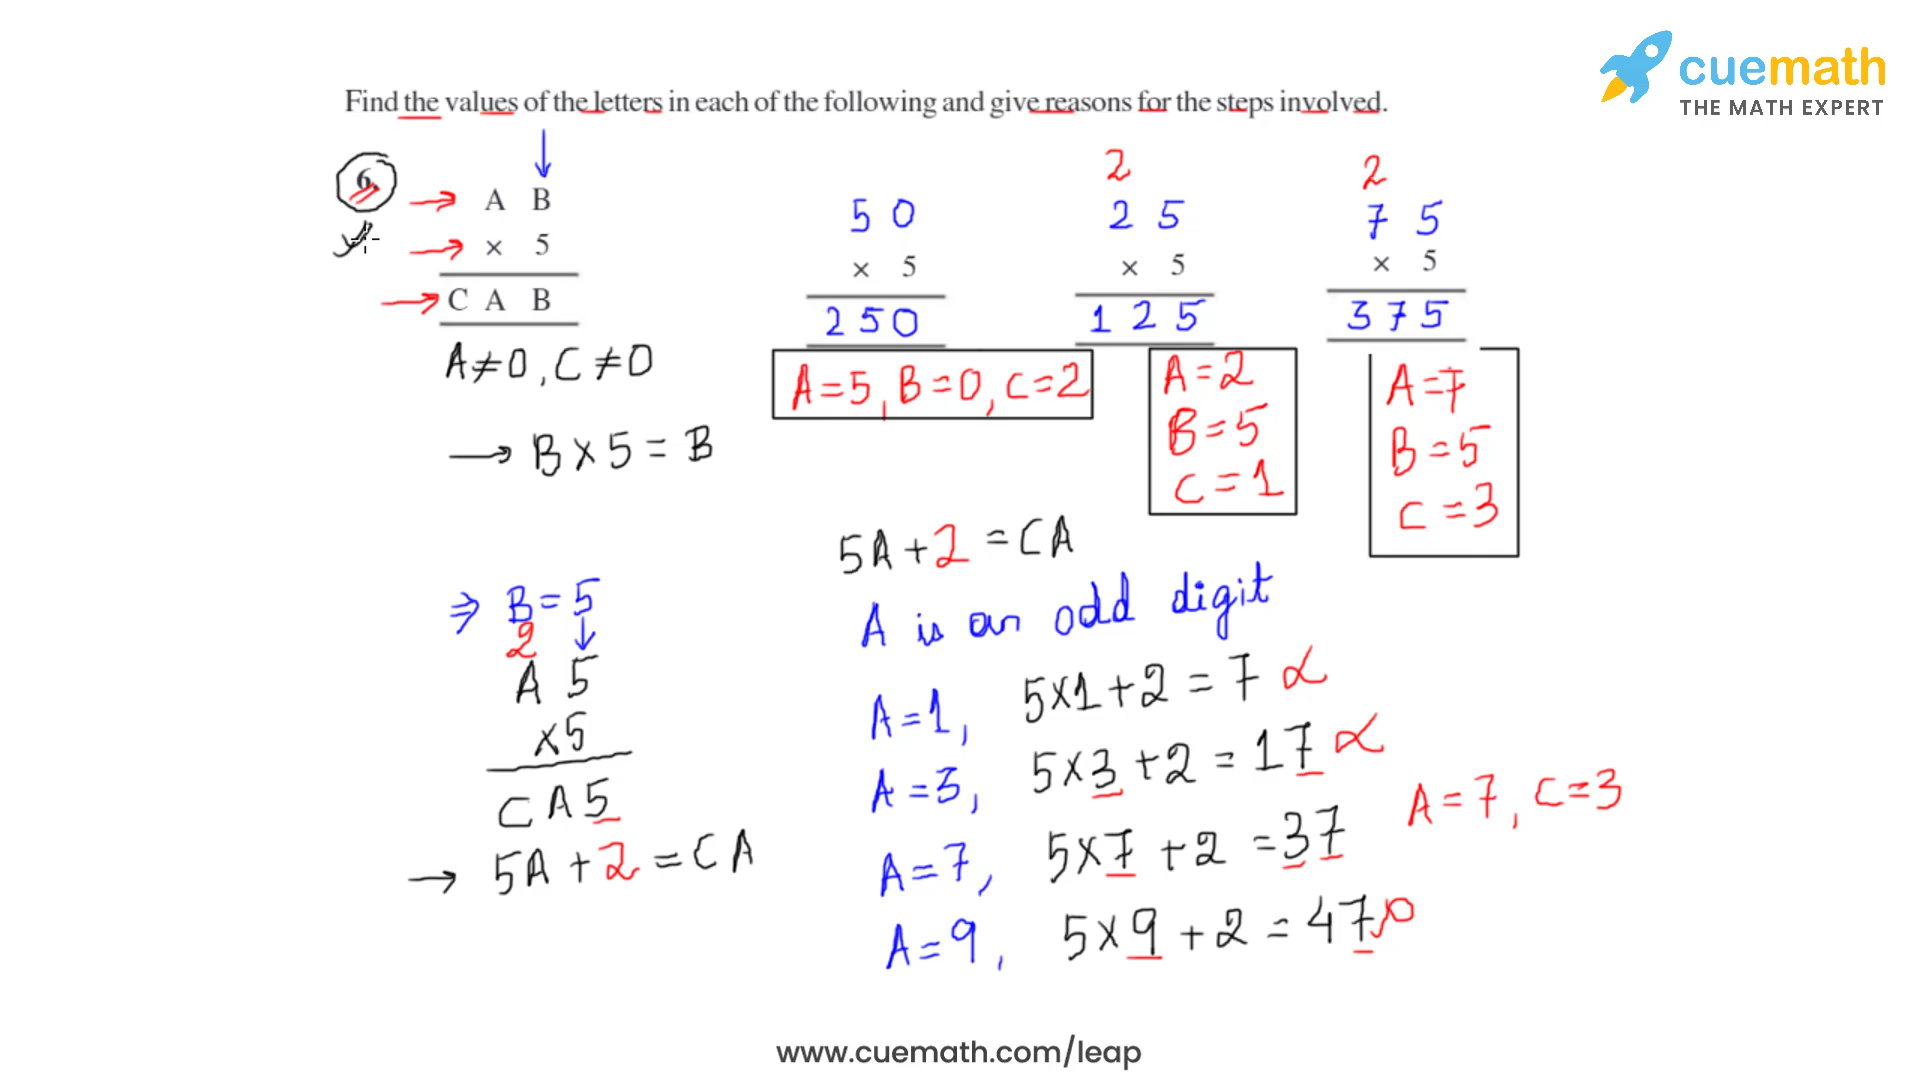 cuemath
THE MATH EXPERT
Find the values of the letters in each of the following and give reasons for the steps involved.
6.
A B
× 5
C A B
A≠0, C≠0
→ B×5=B
5 0
× 5
2 5 0
A=5, B=0, C=2
2
2 5
× 5
1 2 5
A=2
B=5
C=1
2
7 5
× 5
3 7 5
A=7
B=5
C=3
⇒ B=5
2
A 5
×5
C A 5
→ 5A+2=CA
5A+2=CA
A is an odd digit
A=1, 5×1+2=7
A=3, 5×3+2=17
A=7, 5×7+2=37 A=7, C=3
A=9, 5×9+2=47
www.cuemath.com/leap